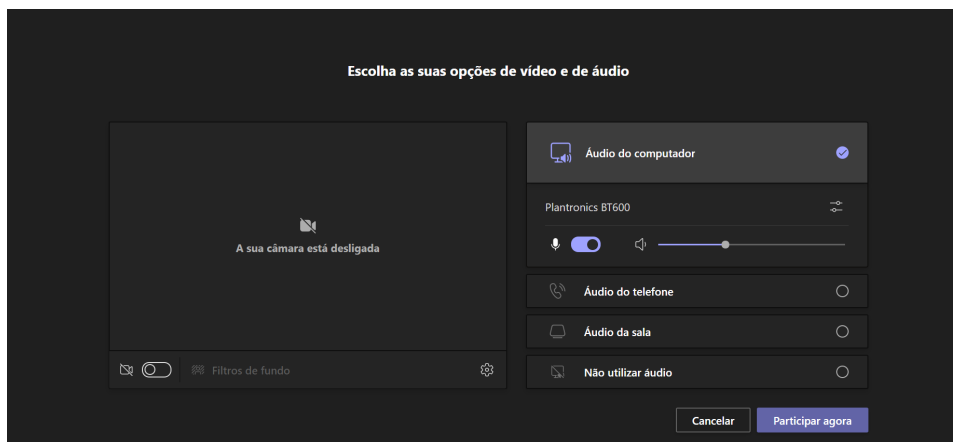 Escolha as suas opções de vídeo e de áudio
A sua câmara está desligada
Filtros de fundo
Áudio do computador
Plantronics BT600
Áudio do telefone
Áudio da sala
Não utilizar áudio
Cancelar
Participar agora